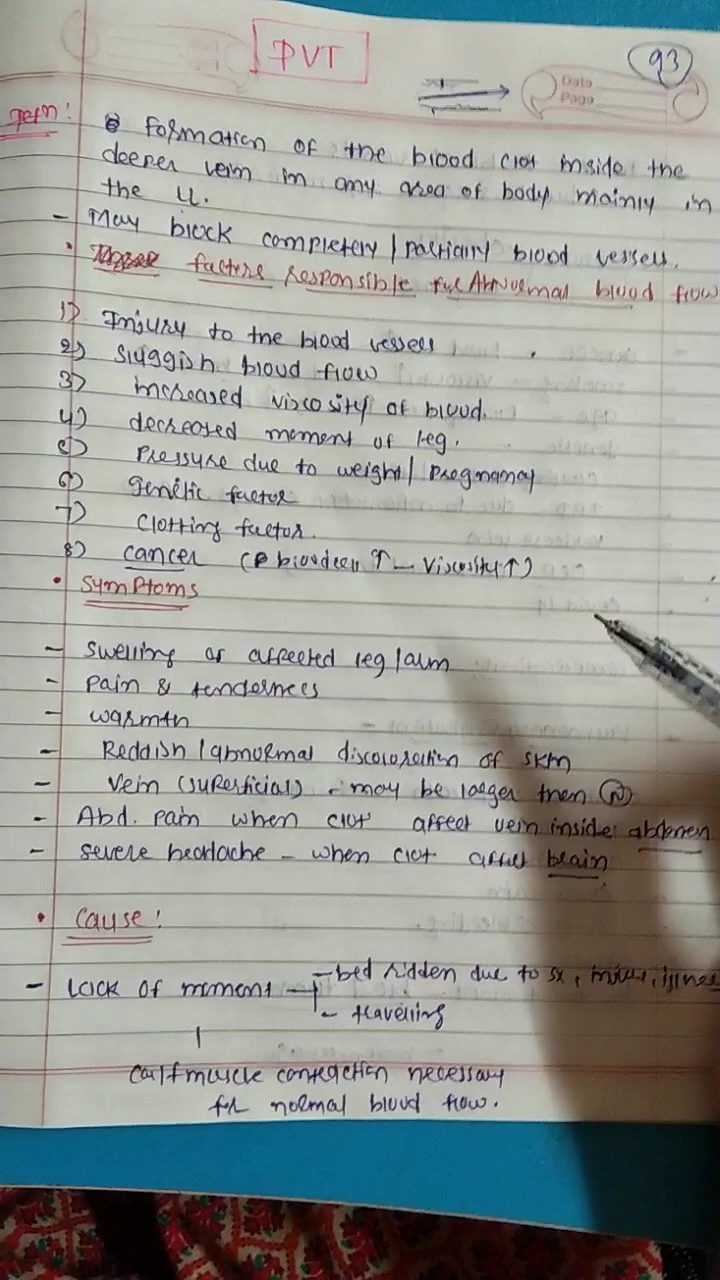 DVT
93
Data
Page
Defn:
Formation of the blood clot inside the
deeper vein in any area of body mainly in
the LL.
- May block completely / partially blood vessels.
• factors responsible for Abnormal blood flow
1) Injury to the blood vessels
2) Sluggish blood flow
3) increased viscosity of blood.
4) decreased moment of leg.
5) Pressure due to weight / Pregnancy
6) genetic factor
7) Clotting factor.
8) cancer ( ↑ – Viscosity ↑)
• Symptoms
- swelling of affected leg / arm
- pain & tenderness
- warmth
- Reddish / abnormal discoloration of skin
- Vein (superficial) - may be larger then (N)
- Abd. pain when clot affect vein inside abdomen
- severe headache - when clot affect brain
• Cause:
- Lack of moment - bed ridden due to sx, illness
- travelling
calf muscle contraction necessary
for normal blood flow.